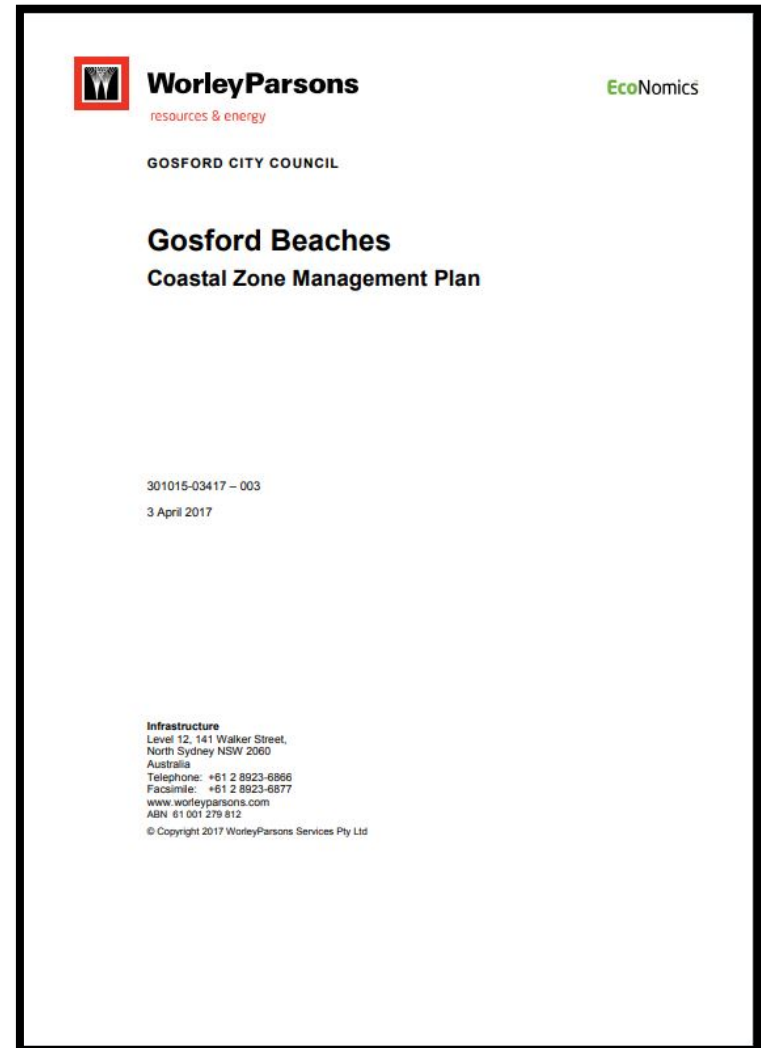 WorleyParsons
resources & energy
EcoNomics
GOSFORD CITY COUNCIL
Gosford Beaches
Coastal Zone Management Plan
301015-03417 – 003
3 April 2017
Infrastructure
Level 12, 141 Walker Street,
North Sydney NSW 2060
Australia
Telephone: +61 2 8923-6866
Facsimile: +61 2 8923-6877
www.worleyparsons.com
ABN 61 001 279 812
© Copyright 2017 WorleyParsons Services Pty Ltd